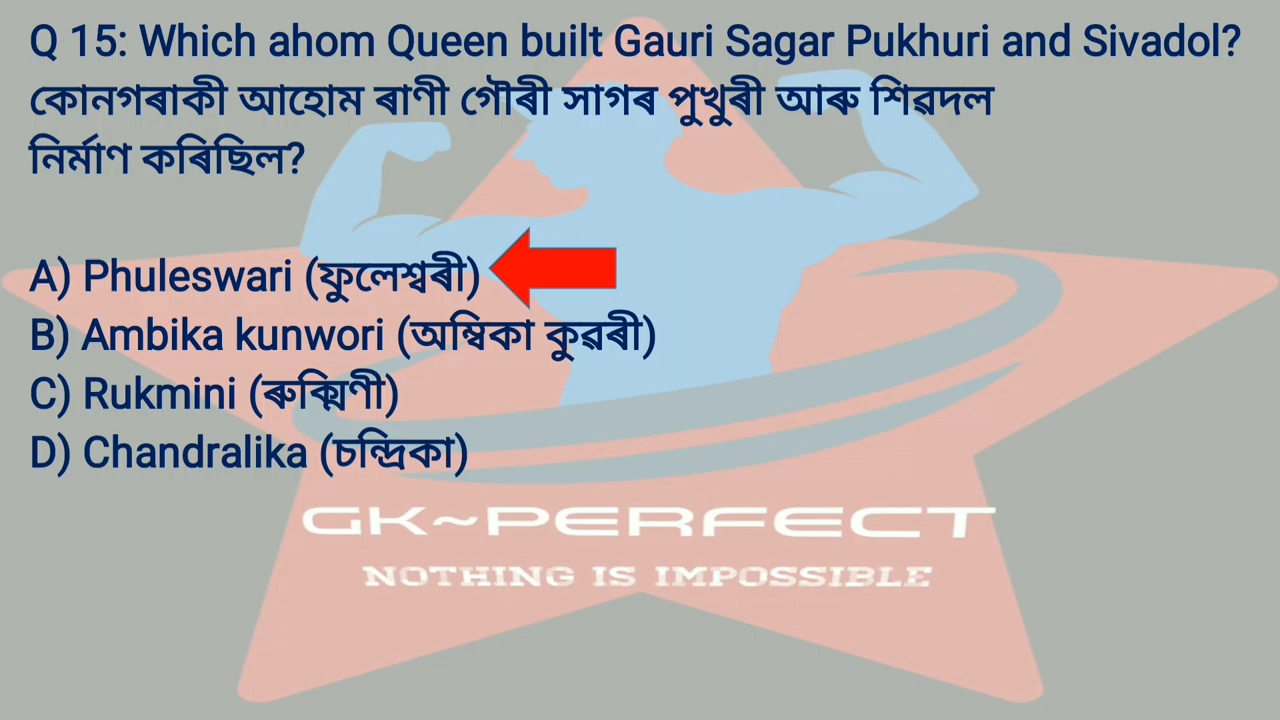 Q 15: Which ahom Queen built Gauri Sagar Pukhuri and Sivadol?
কোনগৰাকী আহোম ৰাণী গৌৰী সাগৰ পুখুৰী আৰু শিৱদল
নিৰ্মাণ কৰিছিল?
A) Phuleswari (ফুলেশ্বৰী)
B) Ambika kunwori (অম্বিকা কুৱৰী)
C) Rukmini (ৰুক্মিণী)
D) Chandralika (চন্দ্ৰিকা)
GK~PERFECT
NOTHING IS IMPOSSIBLE